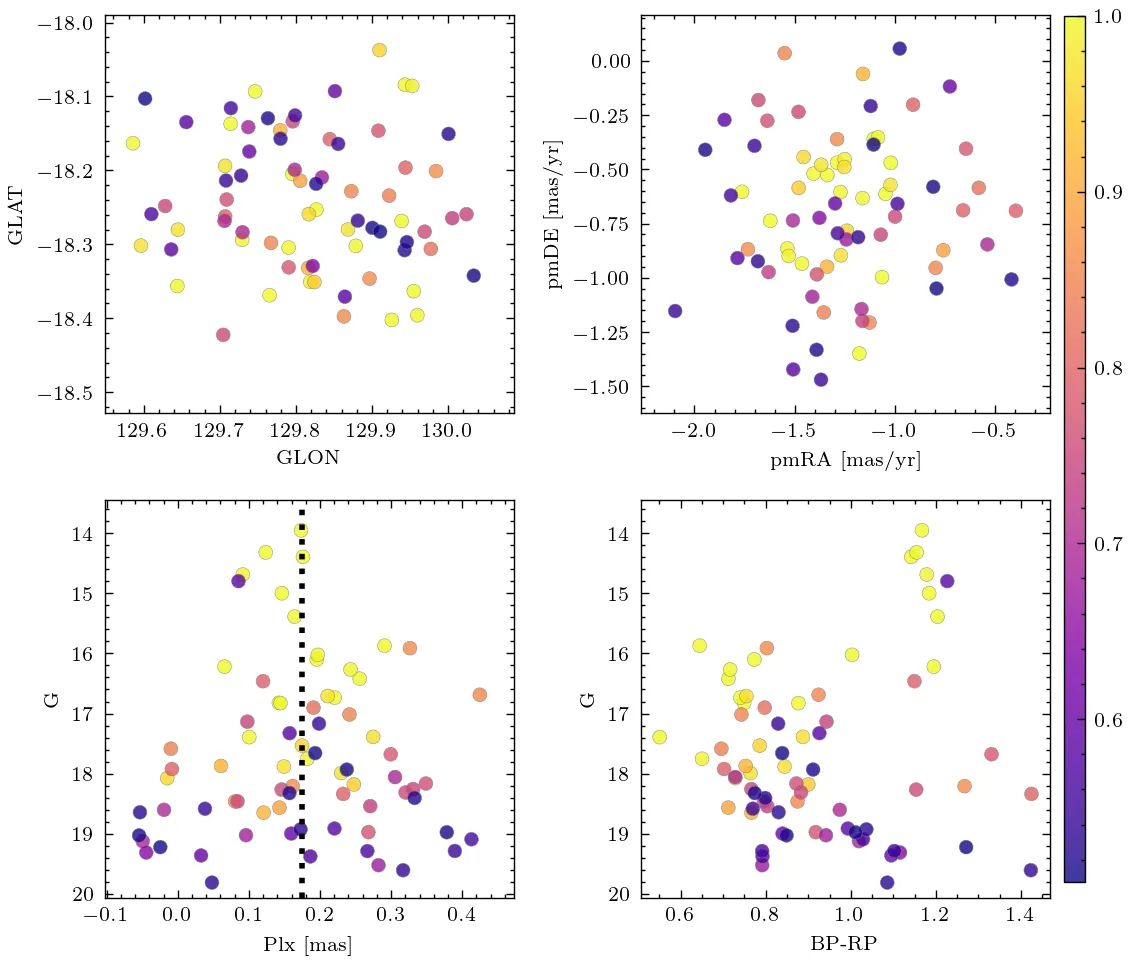 −18.0
−18.1
−18.2
−18.3
−18.4
−18.5
GLAT
129.6 129.7 129.8 129.9 130.0
GLON
0.00
−0.25
−0.50
−0.75
−1.00
−1.25
−1.50
pmDE [mas/yr]
−2.0 −1.5 −1.0 −0.5
pmRA [mas/yr]
1.0
0.9
0.8
0.7
0.6
14
15
16
17
18
19
20
G
−0.1 0.0 0.1 0.2 0.3 0.4
Plx [mas]
14
15
16
17
18
19
20
G
0.6 0.8 1.0 1.2 1.4
BP-RP